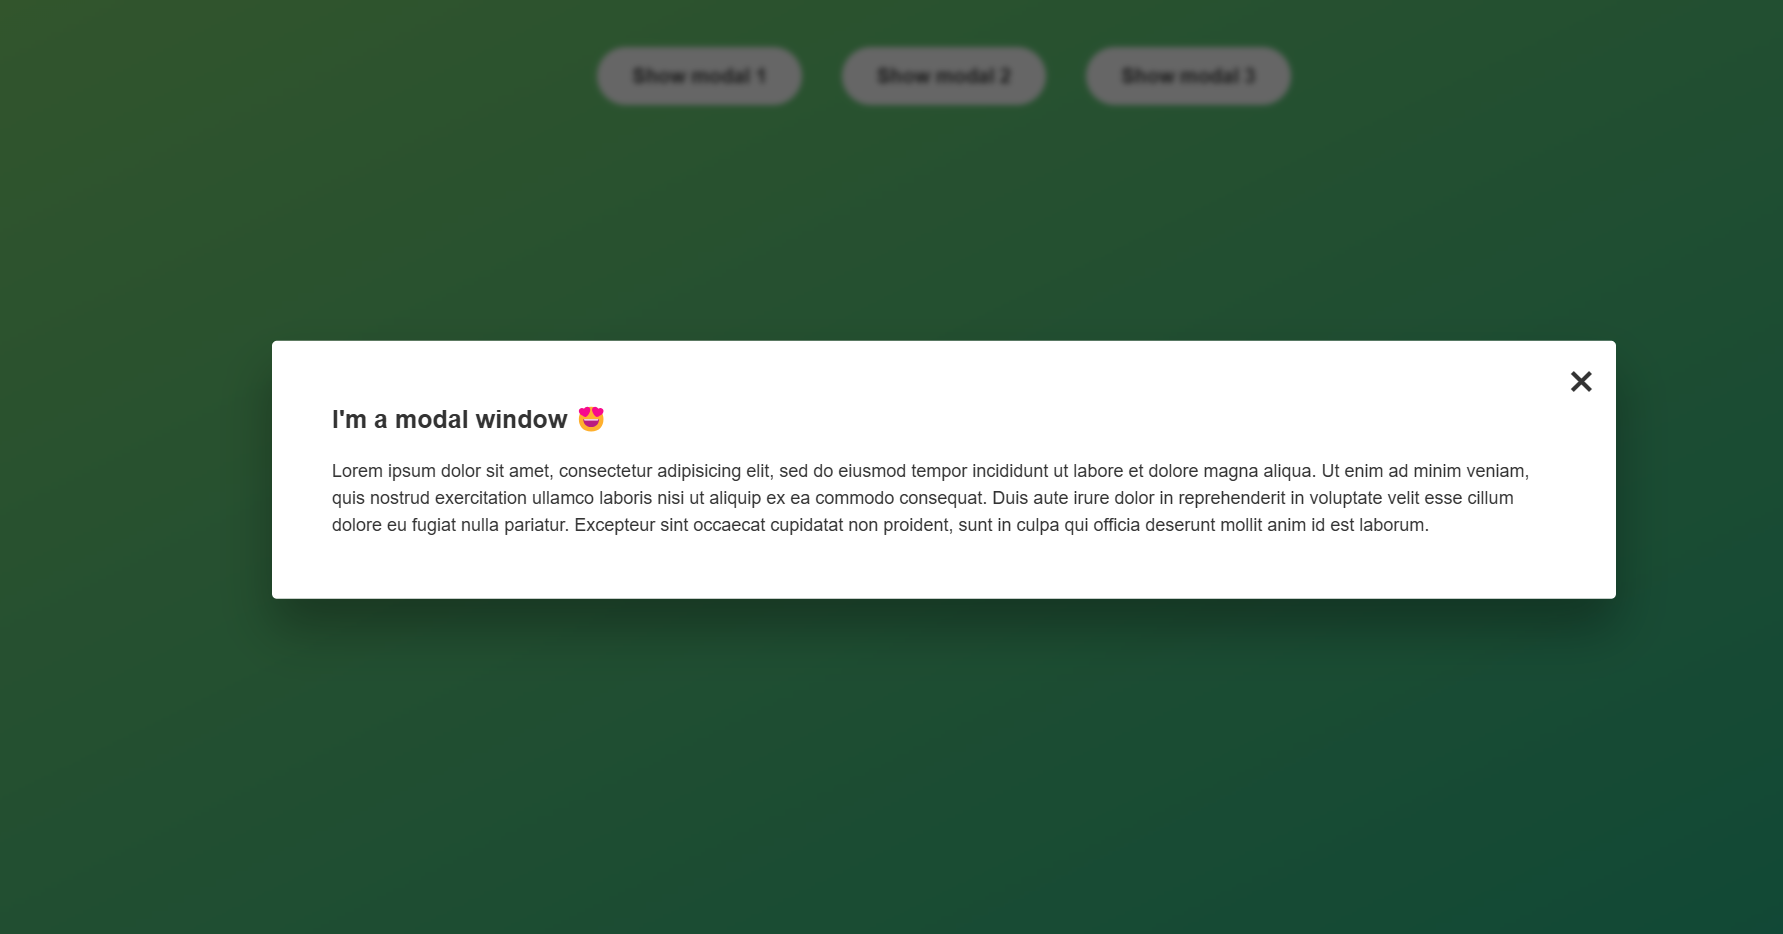 Show modal 1 Show modal 2 Show modal 3
×
I'm a modal window 😍
Lorem ipsum dolor sit amet, consectetur adipisicing elit, sed do eiusmod tempor incididunt ut labore et dolore magna aliqua. Ut enim ad minim veniam,
quis nostrud exercitation ullamco laboris nisi ut aliquip ex ea commodo consequat. Duis aute irure dolor in reprehenderit in voluptate velit esse cillum
dolore eu fugiat nulla pariatur. Excepteur sint occaecat cupidatat non proident, sunt in culpa qui officia deserunt mollit anim id est laborum.